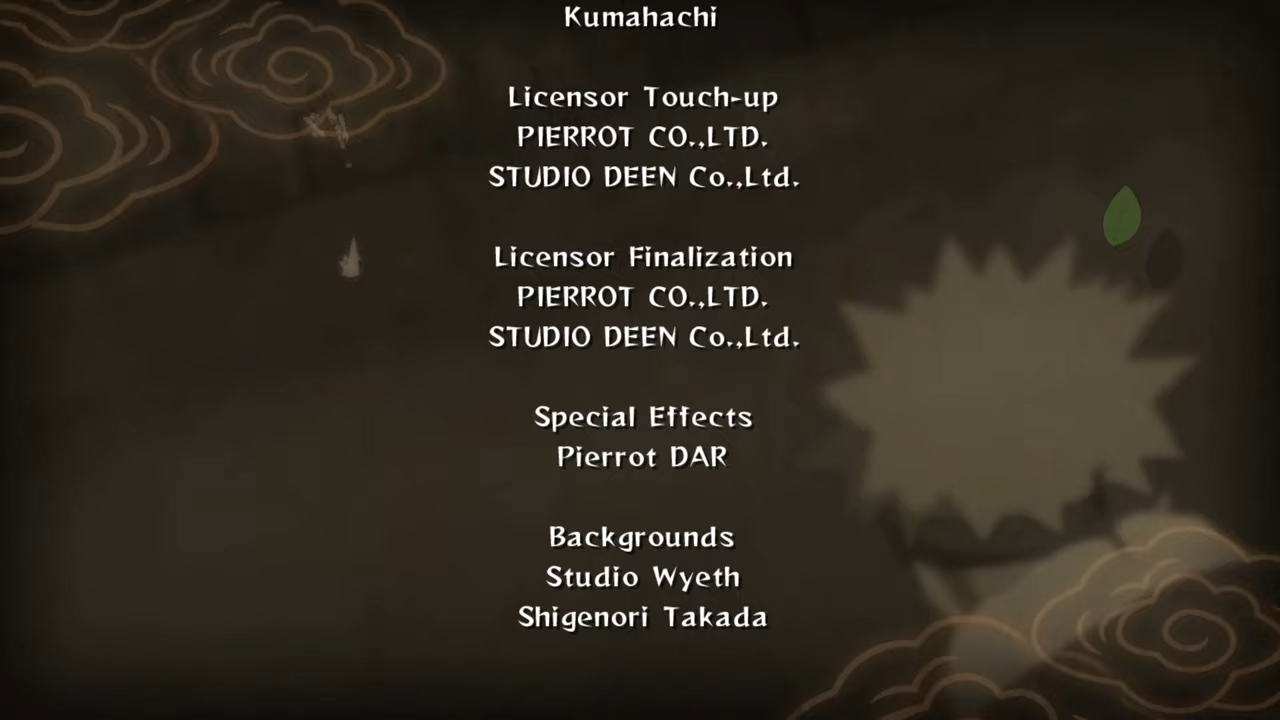 Kumahachi
Licensor Touch-up
PIERROT CO.,LTD.
STUDIO DEEN Co.,Ltd.
Licensor Finalization
PIERROT CO.,LTD.
STUDIO DEEN Co.,Ltd.
Special Effects
Pierrot DAR
Backgrounds
Studio Wyeth
Shigenori Takada